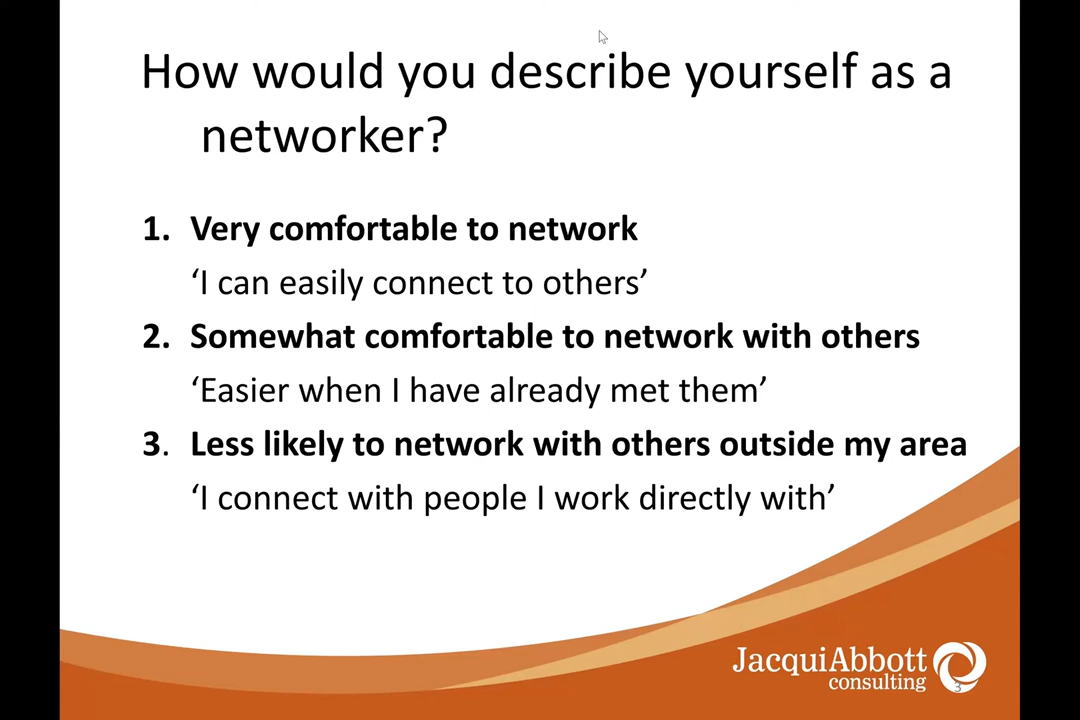 How would you describe yourself as a
networker?
1. Very comfortable to network
‘I can easily connect to others’
2. Somewhat comfortable to network with others
‘Easier when I have already met them’
3. Less likely to network with others outside my area
‘I connect with people I work directly with’
JacquiAbbott
consulting
3